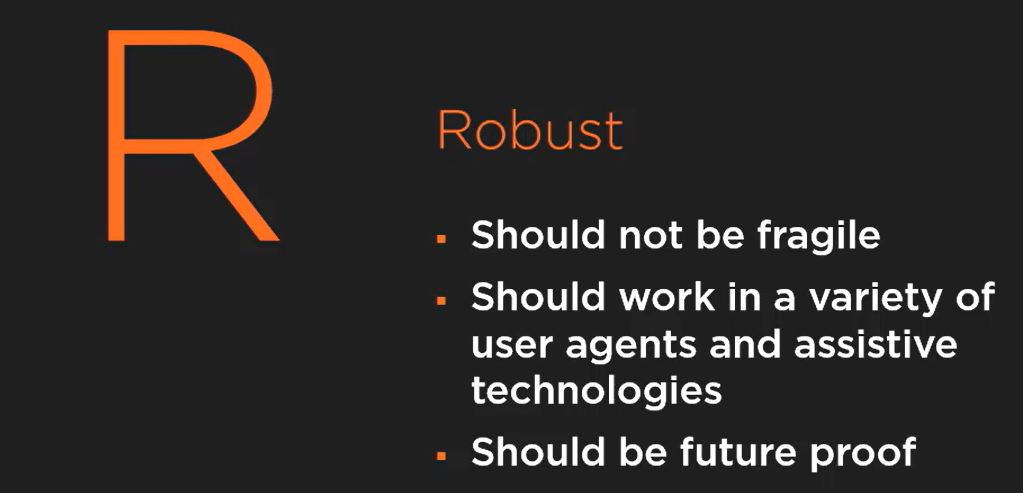 R
Robust
▪ Should not be fragile
▪ Should work in a variety of
user agents and assistive
technologies
▪ Should be future proof